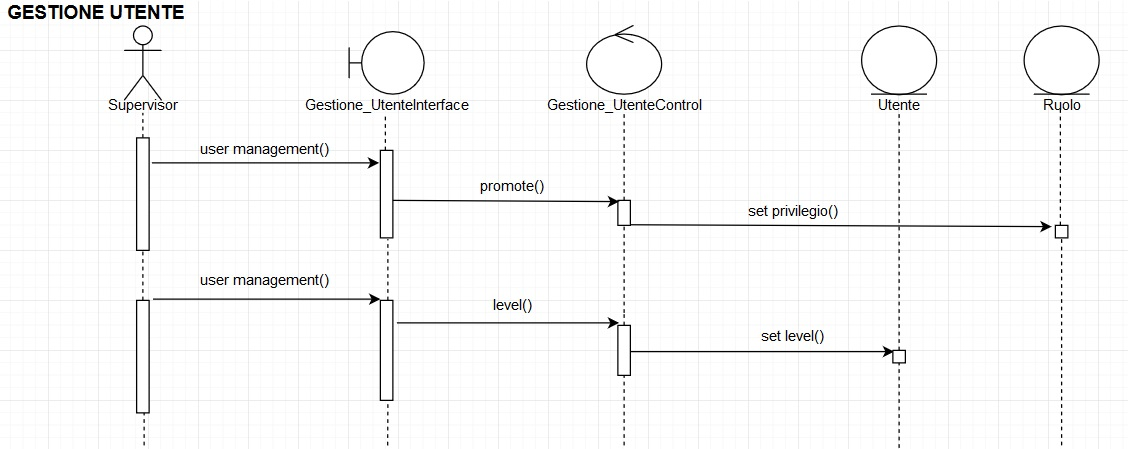 GESTIONE UTENTE
Supervisor
Gestione_UtenteInterface
Gestione_UtenteControl
Utente
Ruolo
user management()
promote()
set privilegio()
user management()
level()
set level()